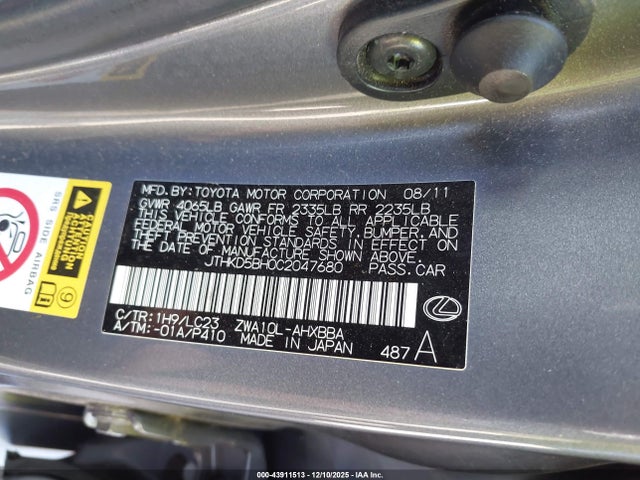 MFD. BY: TOYOTA MOTOR CORPORATION 08/11
GVWR 4065LB GAWR FR 2335LB RR 2235LB
THIS VEHICLE CONFORMS TO ALL APPLICABLE
FEDERAL MOTOR VEHICLE SAFETY, BUMPER, AND
THEFT PREVENTION STANDARDS IN EFFECT ON
THE DATE OF MANUFACTURE SHOWN ABOVE.
JTHKD5BH0C2047680 PASS. CAR
C/TR: 1H9/LC23 ZWA10L-AHXBBA
A/TM: -01A/P410 MADE IN JAPAN 487 A
SRS SIDE AIRBAG
CAUTION
ATTENTION
9
000-43911513 - 12/10/2025 - IAA Inc.